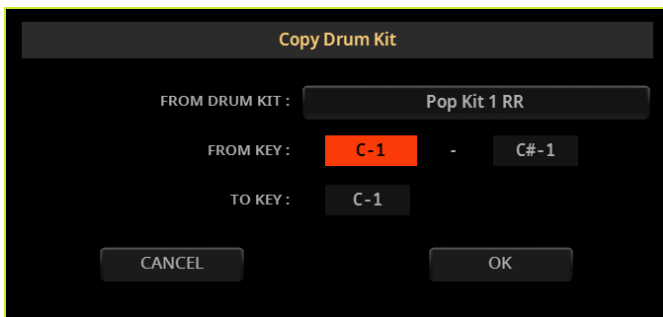 Copy Drum Kit
FROM DRUM KIT : Pop Kit 1 RR
FROM KEY : C-1 - C#-1
TO KEY : C-1
CANCEL OK